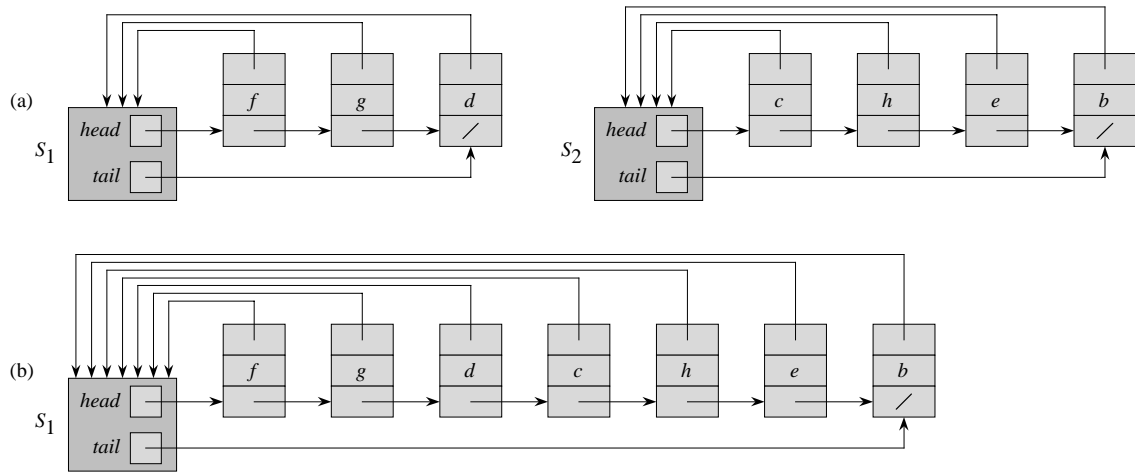 f g d c h e b
(a)
head head
S1 S2
tail tail
f g d c h e b
(b)
head
S1
tail